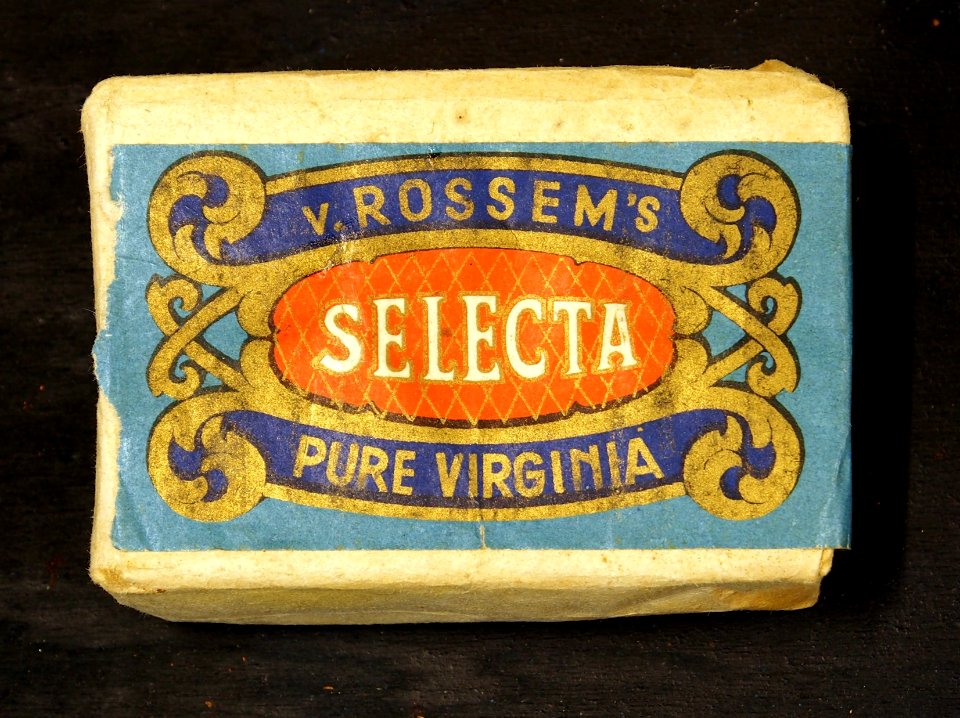 v. ROSSEM's
SELECTA
PURE VIRGINIA